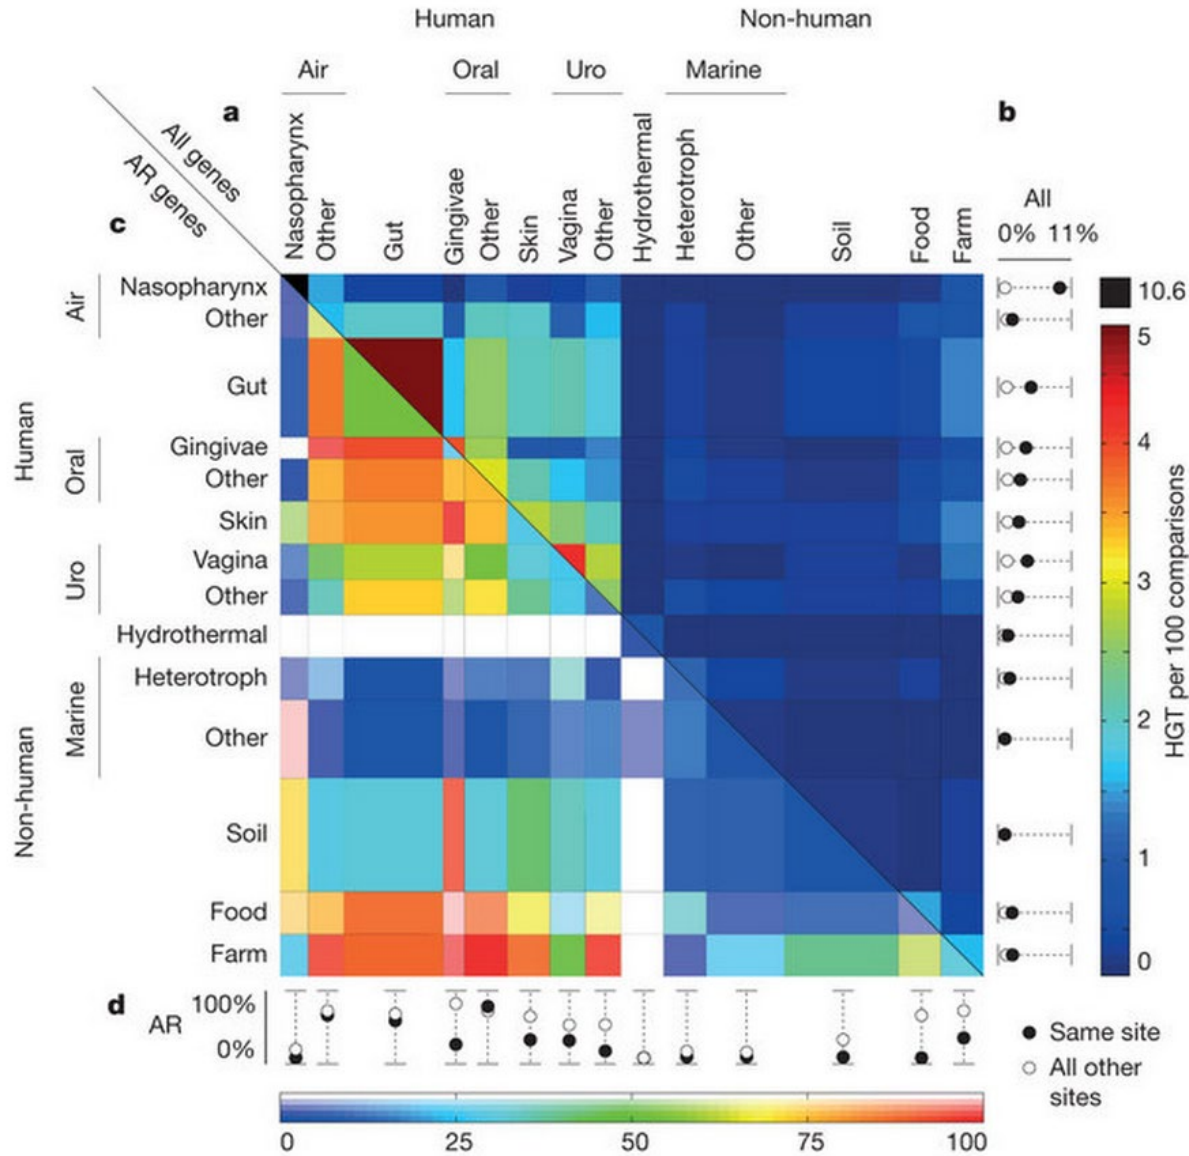 Human
Non-human
Air
Oral
Uro
Marine
a
b
All genes
AR genes
c
Nasopharynx
Other
Gut
Gingivae
Other
Skin
Vagina
Other
Hydrothermal
Heterotroph
Other
Soil
Food
Farm
All
0% 11%
Human
Air
Nasopharynx
Other
Gut
Oral
Gingivae
Other
Skin
Uro
Vagina
Other
Non-human
Hydrothermal
Marine
Heterotroph
Other
Soil
Food
Farm
10.6
5
4
3
2
1
0
HGT per 100 comparisons
d
AR
100%
0%
Same site
All other
sites
0 25 50 75 100